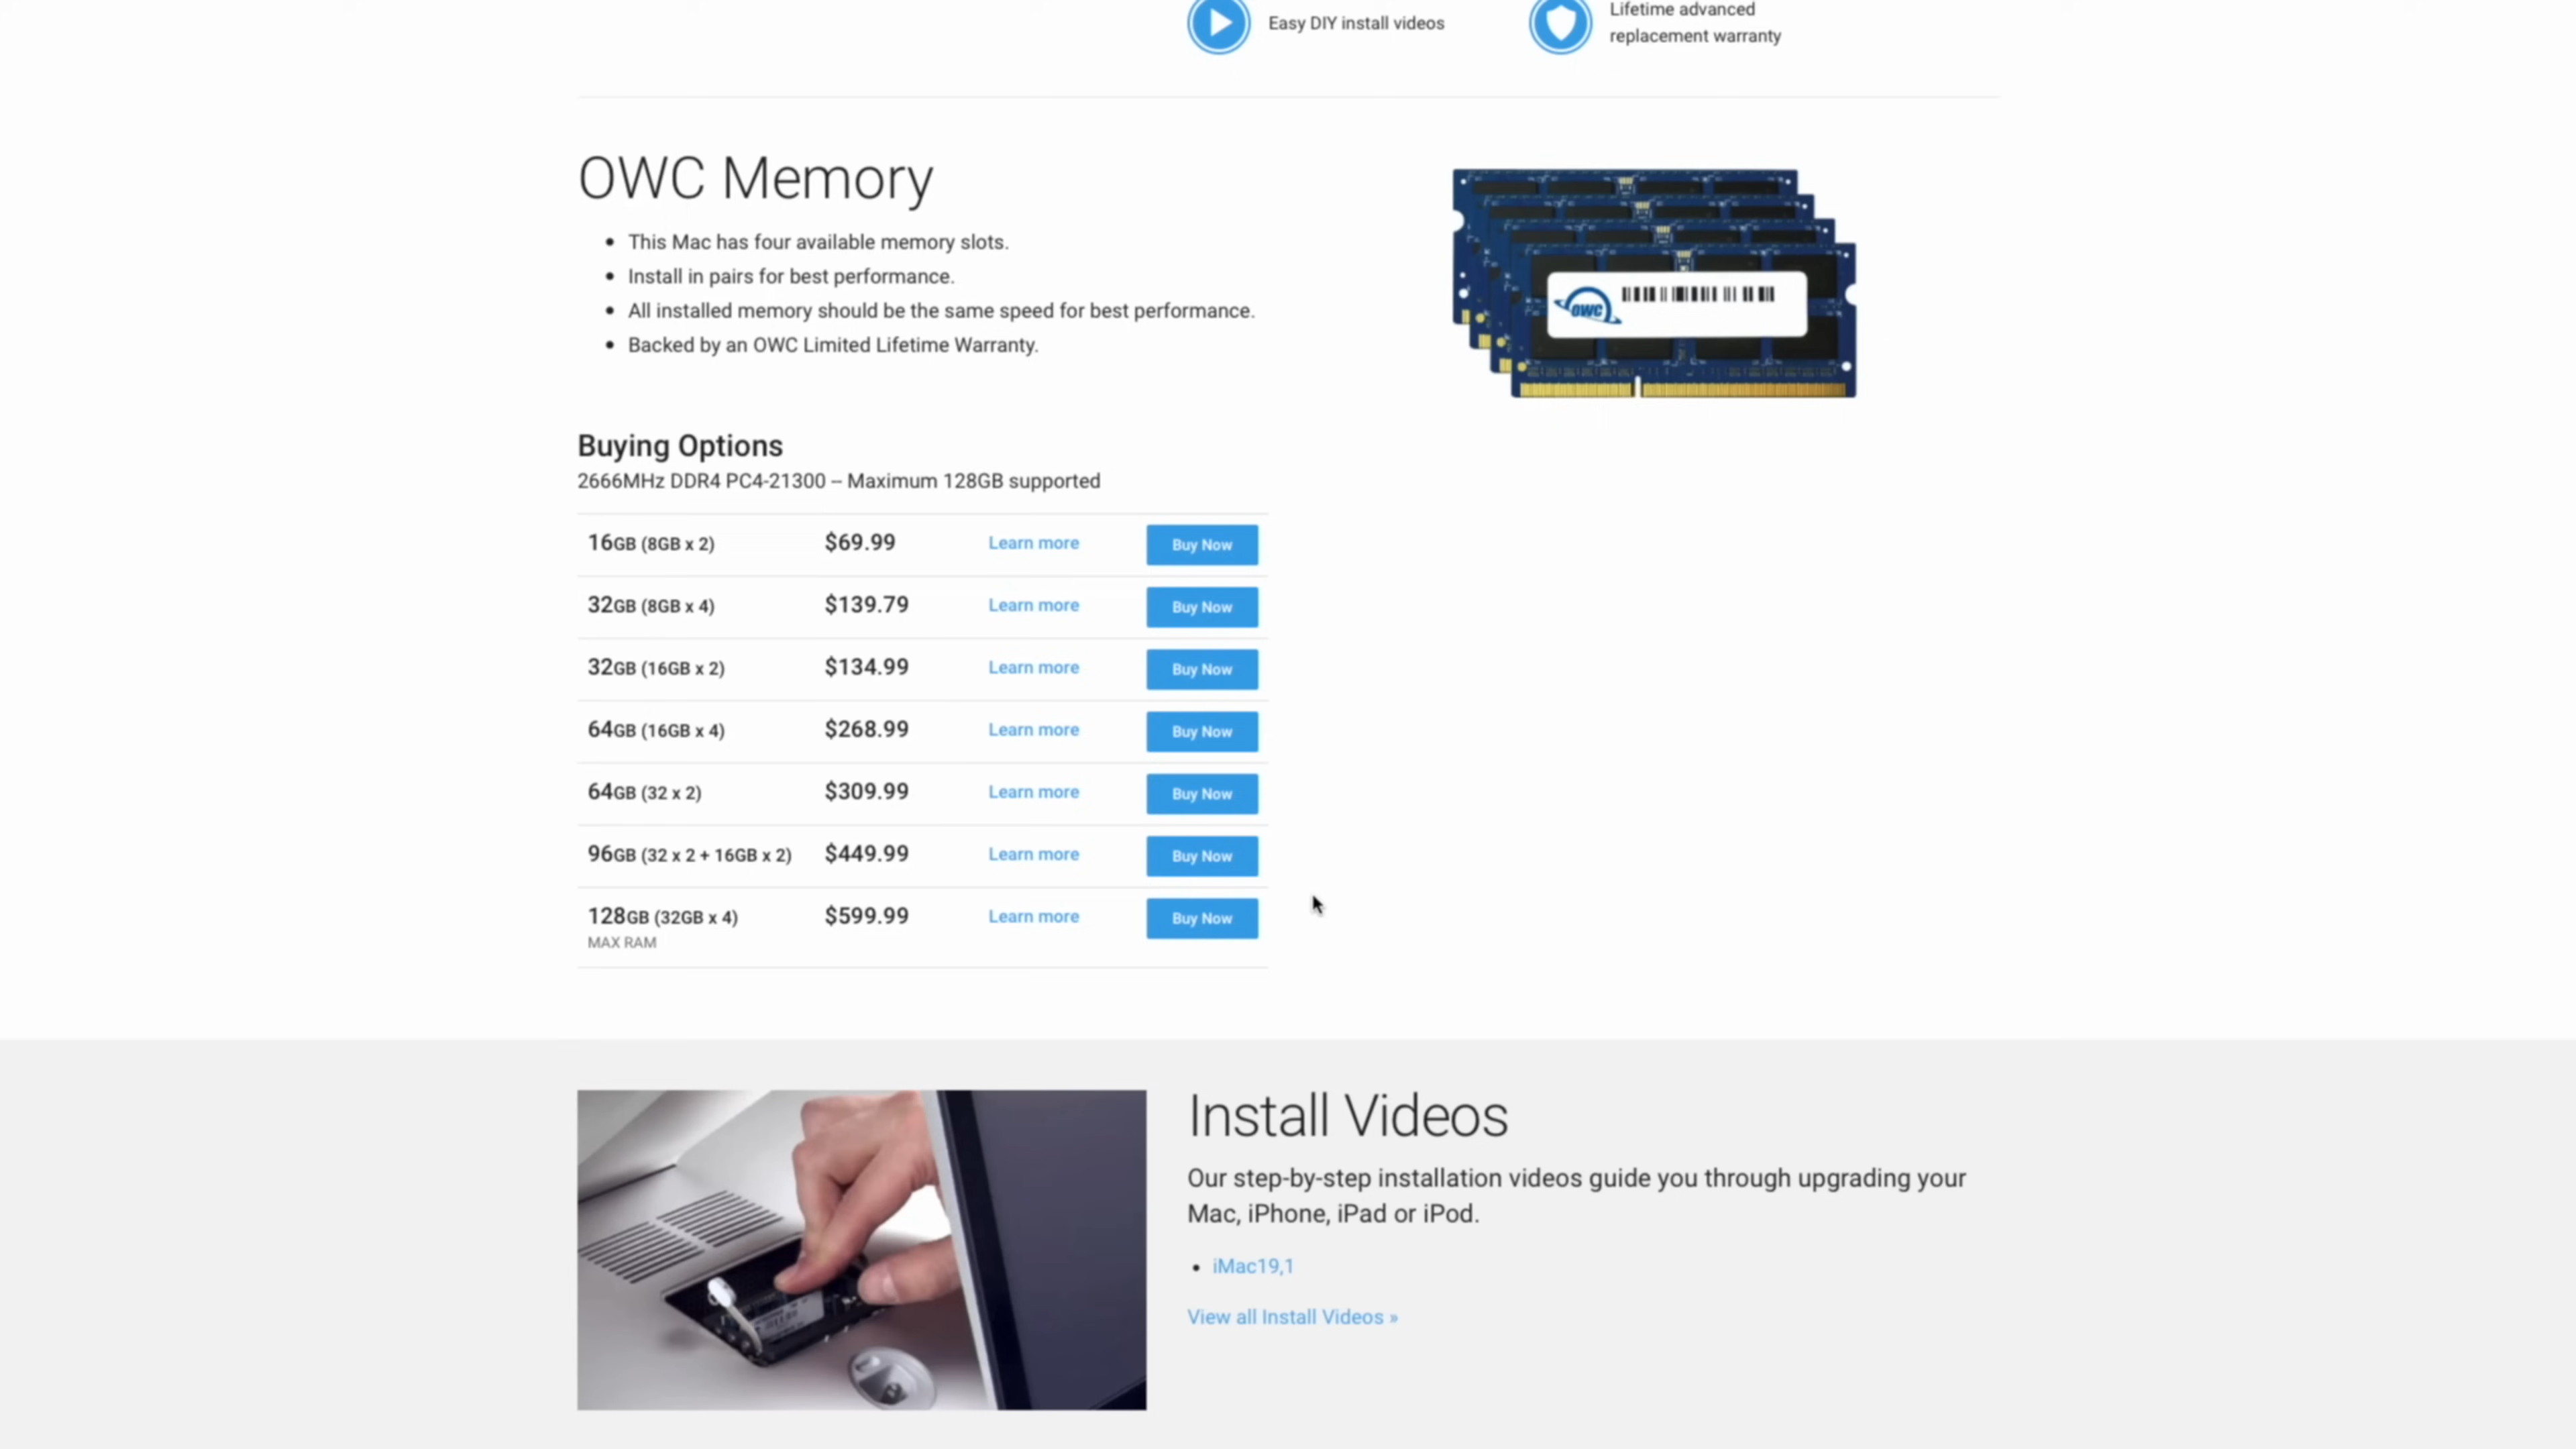 Easy DIY install videos
Lifetime advanced
replacement warranty
OWC Memory
This Mac has four available memory slots.
Install in pairs for best performance.
All installed memory should be the same speed for best performance.
Backed by an OWC Limited Lifetime Warranty.
OWC
Buying Options
2666MHz DDR4 PC4-21300 – Maximum 128GB supported
16GB (8GB x 2) $69.99 Learn more Buy Now
32GB (8GB x 4) $139.79 Learn more Buy Now
32GB (16GB x 2) $134.99 Learn more Buy Now
64GB (16GB x 4) $268.99 Learn more Buy Now
64GB (32 x 2) $309.99 Learn more Buy Now
96GB (32 x 2 + 16GB x 2) $449.99 Learn more Buy Now
128GB (32GB x 4) $599.99 Learn more Buy Now
MAX RAM
Install Videos
Our step-by-step installation videos guide you through upgrading your
Mac, iPhone, iPad or iPod.
iMac19,1
View all Install Videos »